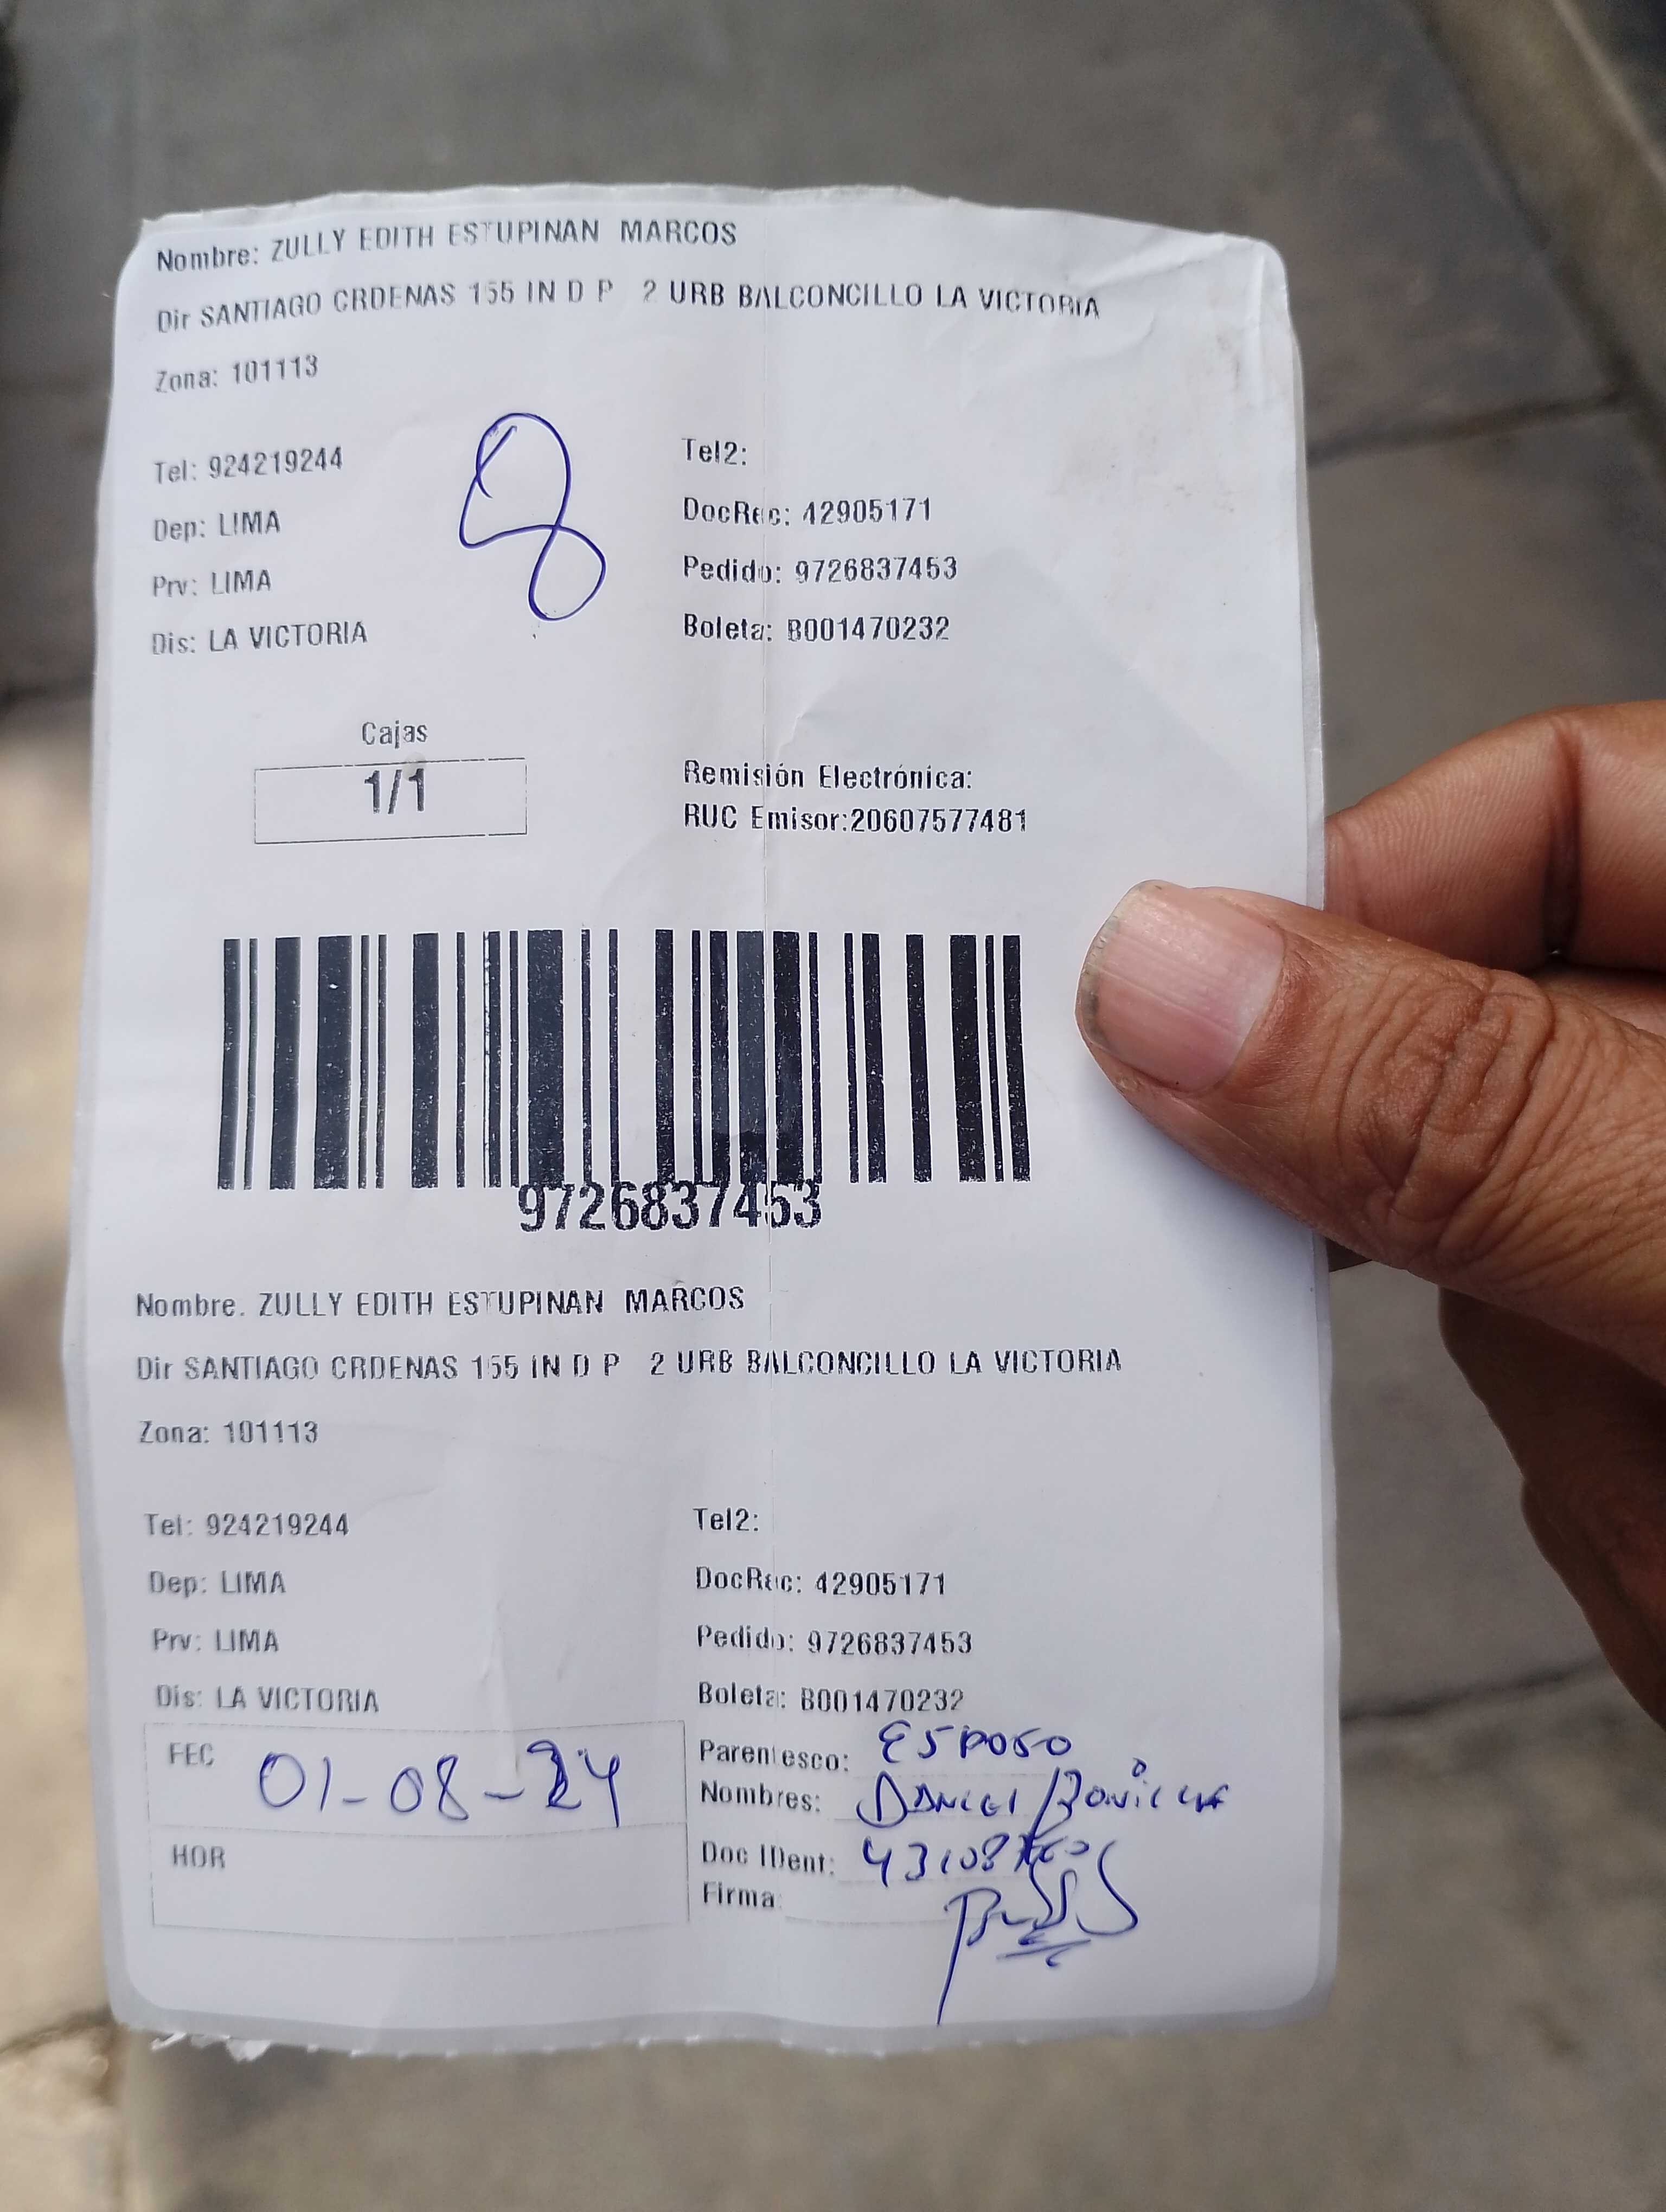 Nombre: ZULLY EDITH ESTUPINAN MARCOS
Dir SANTIAGO CRDENAS 155 IN D P 2 URB BALCONCILLO LA VICTORIA
Zona: 101113
8
Tel: 924219244 Tel2:
Dep: LIMA DocRec: 42905171
Prv: LIMA Pedido: 9726837453
Dis: LA VICTORIA Boleta: B001470232
Cajas
1/1
Remisión Electrónica:
RUC Emisor:20607577481
9726837453
Nombre. ZULLY EDITH ESTUPINAN MARCOS
Dir SANTIAGO CRDENAS 155 IN D P 2 URB BALCONCILLO LA VICTORIA
Zona: 101113
Tel: 924219244 Tel2:
Dep: LIMA DocRec: 42905171
Prv: LIMA Pedido: 9726837453
Dis: LA VICTORIA Boleta: B001470232
FEC 01-08-24
Parentesco: ESPOSO
Nombres: DANIEL
HOR
Doc IDent:
Firma